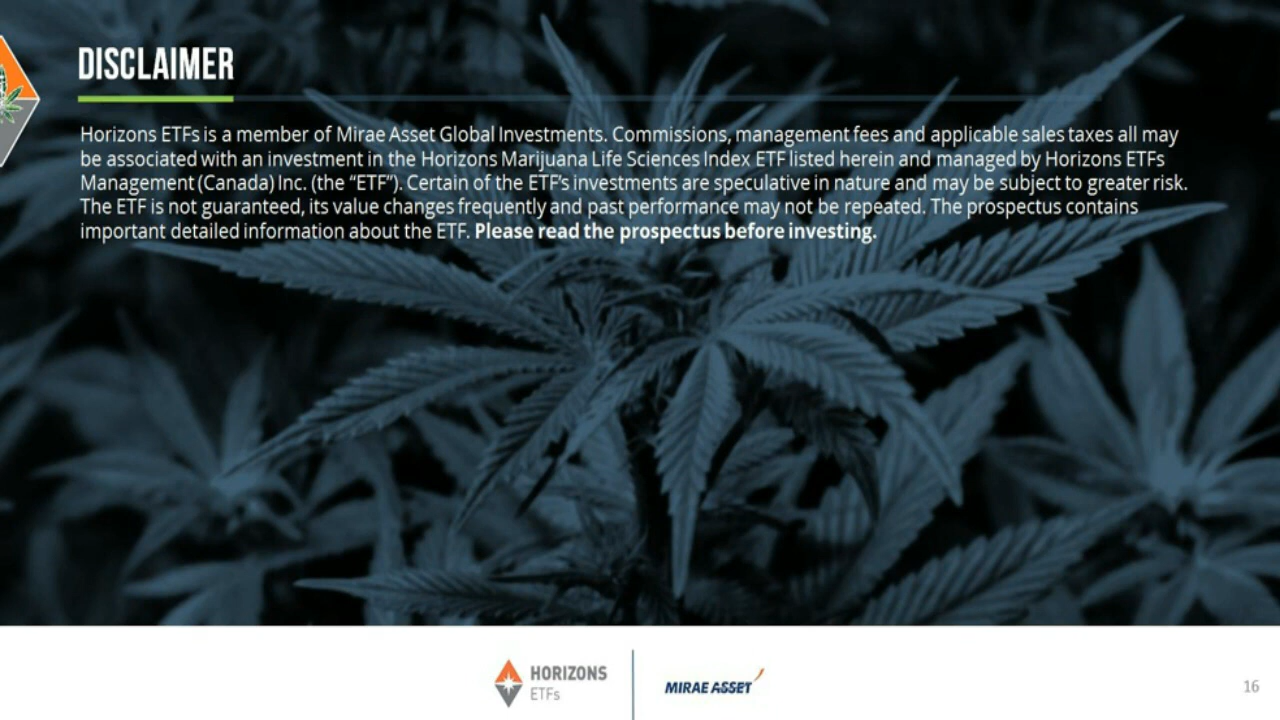 DISCLAIMER
Horizons ETFs is a member of Mirae Asset Global Investments. Commissions, management fees and applicable sales taxes all may
be associated with an investment in the Horizons Marijuana Life Sciences Index ETF listed herein and managed by Horizons ETFs
Management (Canada) Inc. (the “ETF”). Certain of the ETF’s investments are speculative in nature and may be subject to greater risk.
The ETF is not guaranteed, its value changes frequently and past performance may not be repeated. The prospectus contains
important detailed information about the ETF. Please read the prospectus before investing.
HORIZONS
ETFs
MIRAE ASSET
16